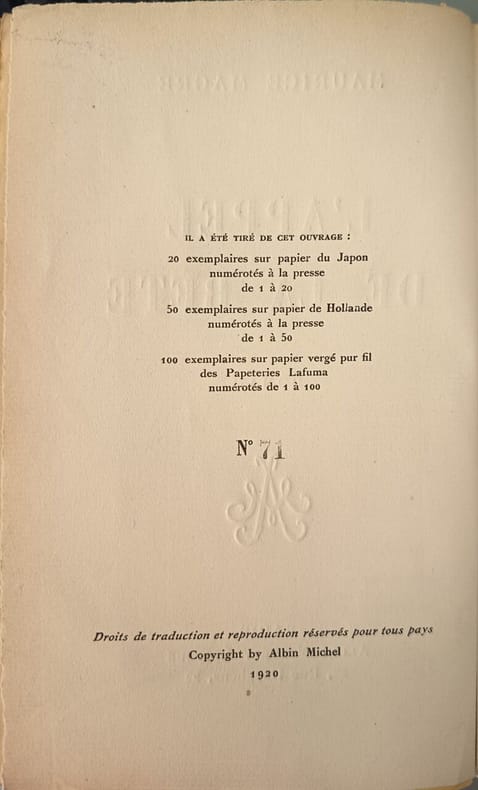 IL A ÉTÉ TIRÉ DE CET OUVRAGE :
20 exemplaires sur papier du Japon
numérotés à la presse
de 1 à 20
50 exemplaires sur papier de Hollande
numérotés à la presse
de 1 à 50
100 exemplaires sur papier vergé pur fil
des Papeteries Lafuma
numérotés de 1 à 100
N° 71
Droits de traduction et reproduction réservés pour tous pays
Copyright by Albin Michel
1920